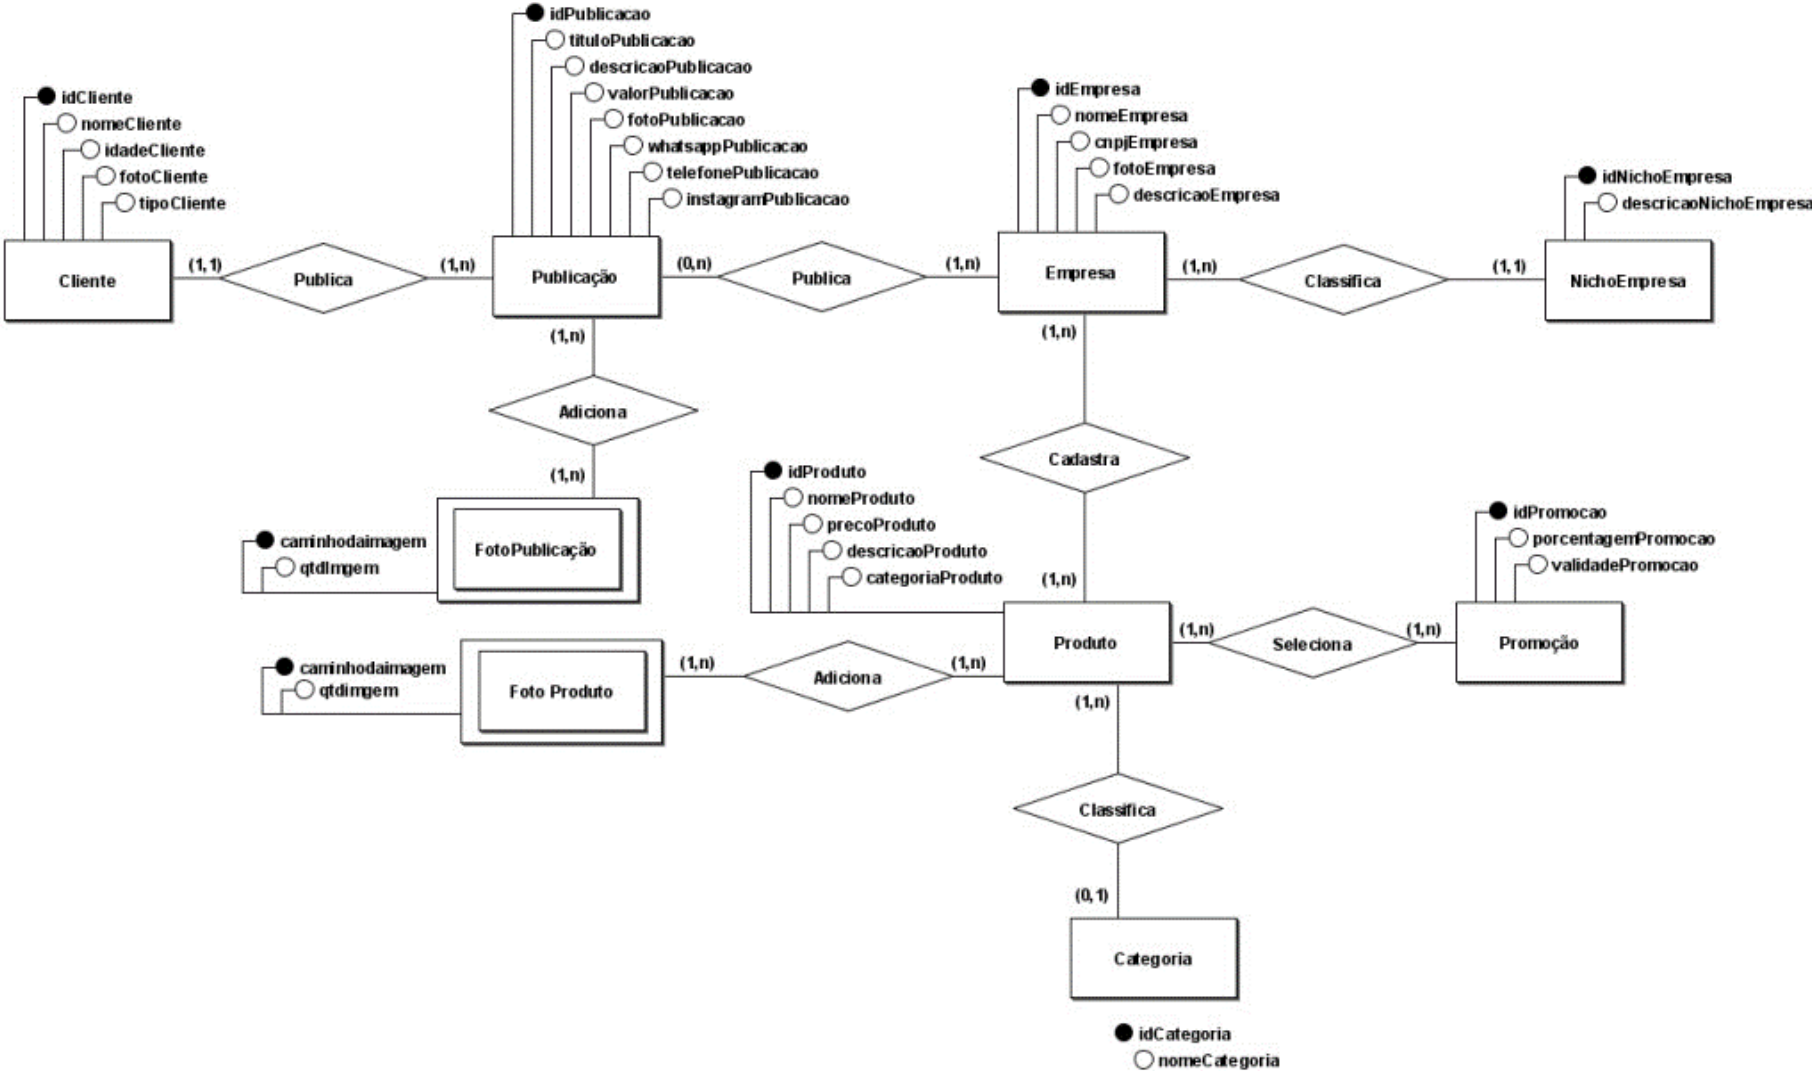 idPublicacao
tituloPublicacao
descricaoPublicacao
valorPublicacao
fotoPublicacao
whatsappPublicacao
telefonePublicacao
instagramPublicacao
idCliente
nomeCliente
idadeCliente
fotoCliente
tipoCliente
idEmpresa
nomeEmpresa
cnpjEmpresa
fotoEmpresa
descricaoEmpresa
idNichoEmpresa
descricaoNichoEmpresa
Cliente
(1,1)
Publica
(1,n)
Publicação
(0,n)
Publica
(1,n)
Empresa
(1,n)
Classifica
(1,1)
NichoEmpresa
(1,n)
Adiciona
(1,n)
(1,n)
Cadastra
(1,n)
caminhodaimagem
qtdImgem
FotoPublicação
idProduto
nomeProduto
precoProduto
descricaoProduto
categoriaProduto
idPromocao
porcentagemPromocao
validadePromocao
caminhodaimagem
qtdimgem
Foto Produto
(1,n)
Adiciona
(1,n)
Produto
(1,n)
Seleciona
(1,n)
Promoção
(1,n)
Classifica
(0,1)
Categoria
idCategoria
nomeCategoria